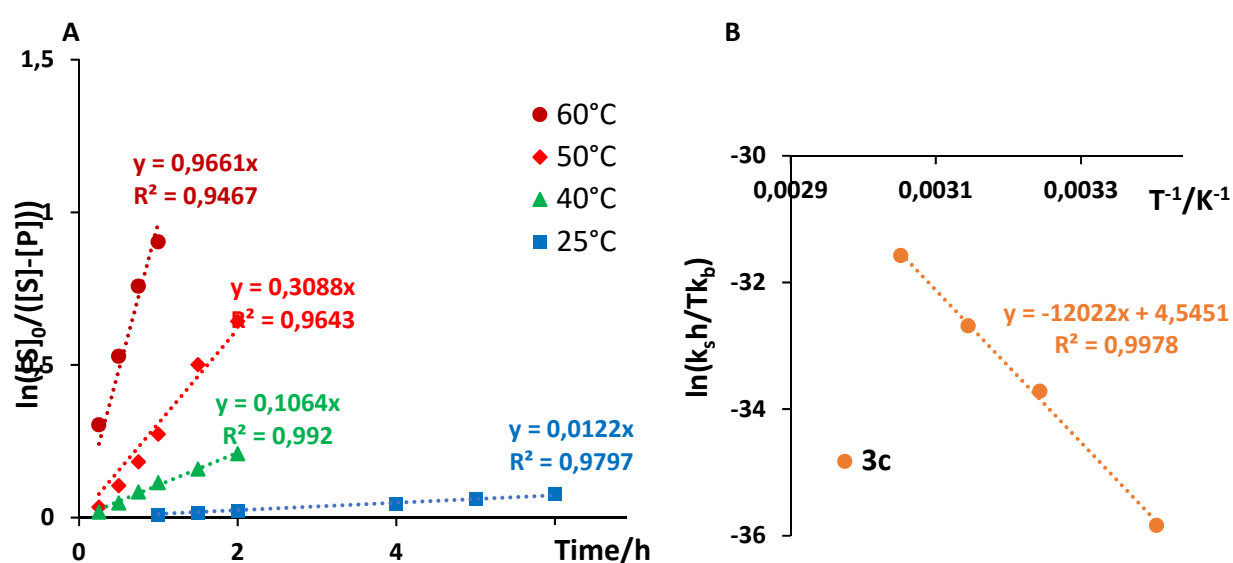 A
ln([S]₀/([S]-[P]))
1,5
1
0,5
0
0
2
4
Time/h
60°C
50°C
40°C
25°C
y = 0,9661x
R² = 0,9467
y = 0,3088x
R² = 0,9643
y = 0,1064x
R² = 0,992
y = 0,0122x
R² = 0,9797
B
ln(kₛh/Tk_b)
-30
-32
-34
-36
0,0029
0,0031
0,0033
T⁻¹/K⁻¹
y = -12022x + 4,5451
R² = 0,9978
3c